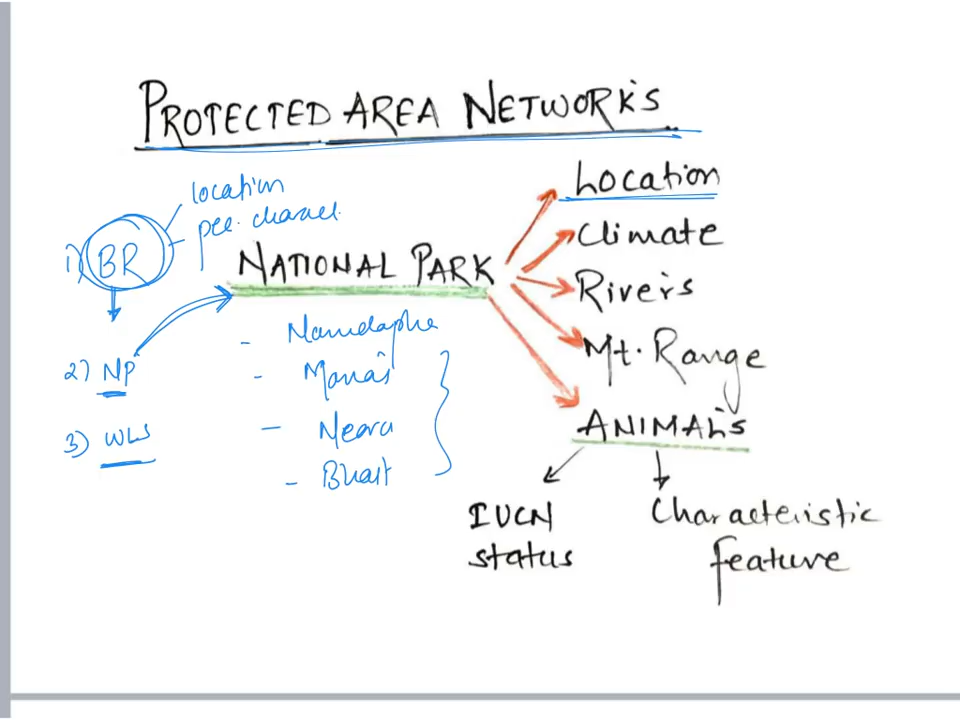 PROTECTED AREA NETWORKS
location
pec. charact.
1) BR
NATIONAL PARK
Location
Climate
Rivers
Mt. Range
ANIMALS
IUCN status
Characteristic feature
2) NP
3) WLS
- Namdapha
- Manas
- Neora